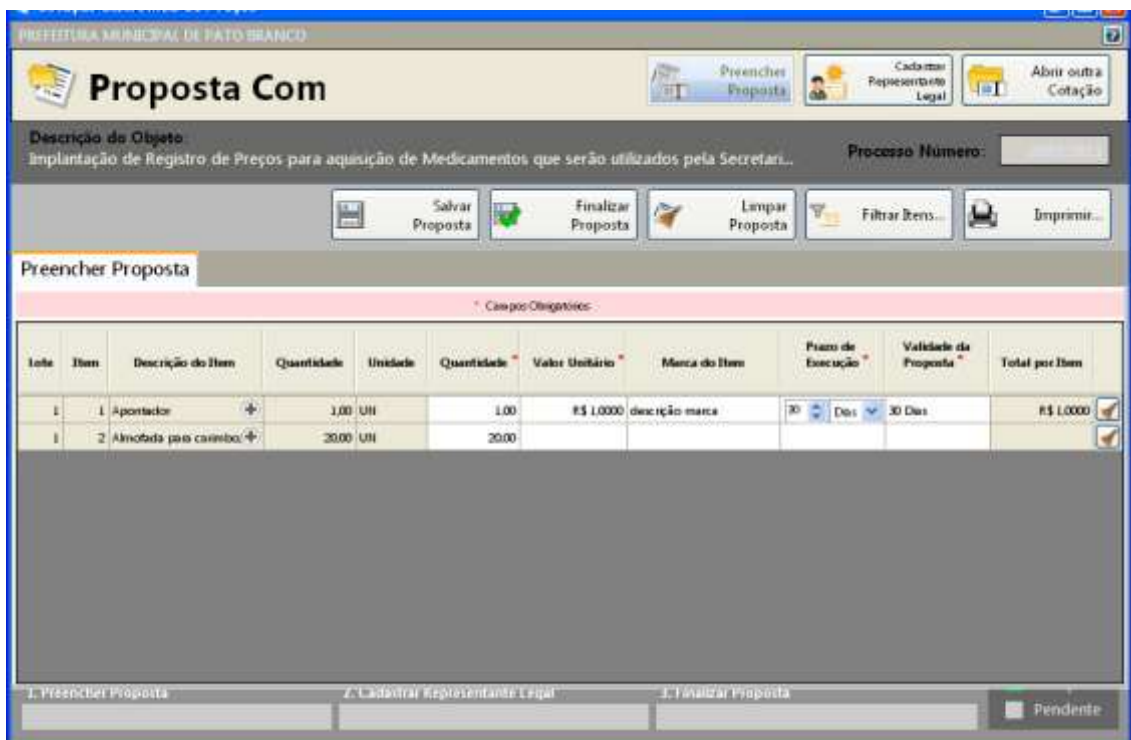 PREFEITURA MUNICIPAL DE PATO BRANCO
Proposta Com
Preencher
Proposta
Cadastrar
Representante
Legal
Abrir outra
Cotação
Descrição do Objeto:
Implantação de Registro de Preços para aquisição de Medicamentos que serão utilizados pela Secretari...
Processo Número:
Salvar
Proposta
Finalizar
Proposta
Limpar
Proposta
Filtrar Itens...
Imprimir...
Preencher Proposta
* Campos Obrigatórios
Lote Item Descrição do Item Quantidade Unidade Quantidade * Valor Unitário * Marca do Item Prazo de Execução * Validade da Proposta * Total por Item
1 1 Apontador + 1,00 UN 1,00 R$ 1,0000 descrição marca 30 Dias 30 Dias R$ 1,0000
1 2 Almofada para carimbo; + 20,00 UN 20,00
1. Preencher Proposta 2. Cadastrar Representante Legal 3. Finalizar Proposta
Pendente